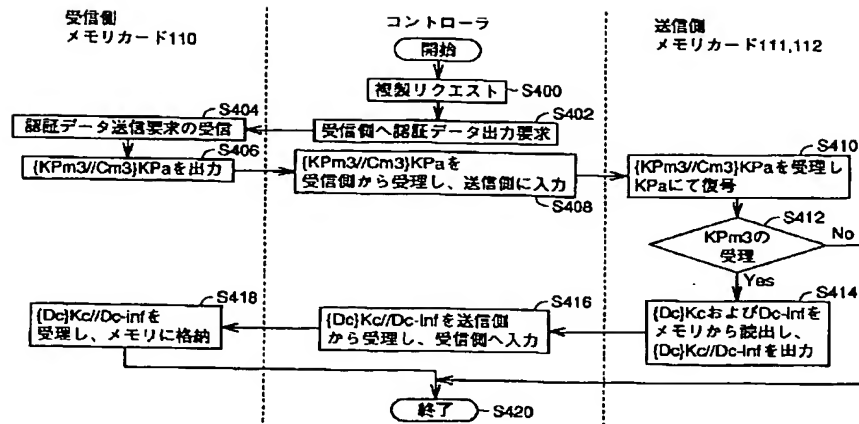 受信側
メモリカード110
コントローラ
送信側
メモリカード111,112
開始
複製リクエスト
S400
S402
受信側へ認証データ出力要求
S404
認証データ送信要求の受信
S406
{KPm3//Cm3}KPaを出力
{KPm3//Cm3}KPaを
受信側から受理し、送信側に入力
S408
S410
{KPm3//Cm3}KPaを受理し
KPaにて復号
S412
KPm3の
受理
No
Yes
S414
{Dc}KcおよびDc-Infを
メモリから読出し、
{Dc}Kc//Dc-Infを出力
S416
{Dc}Kc//Dc-Infを送信側
から受理し、受信側へ入力
S418
{Dc}Kc//Dc-Infを
受理し、メモリに格納
終了
S420